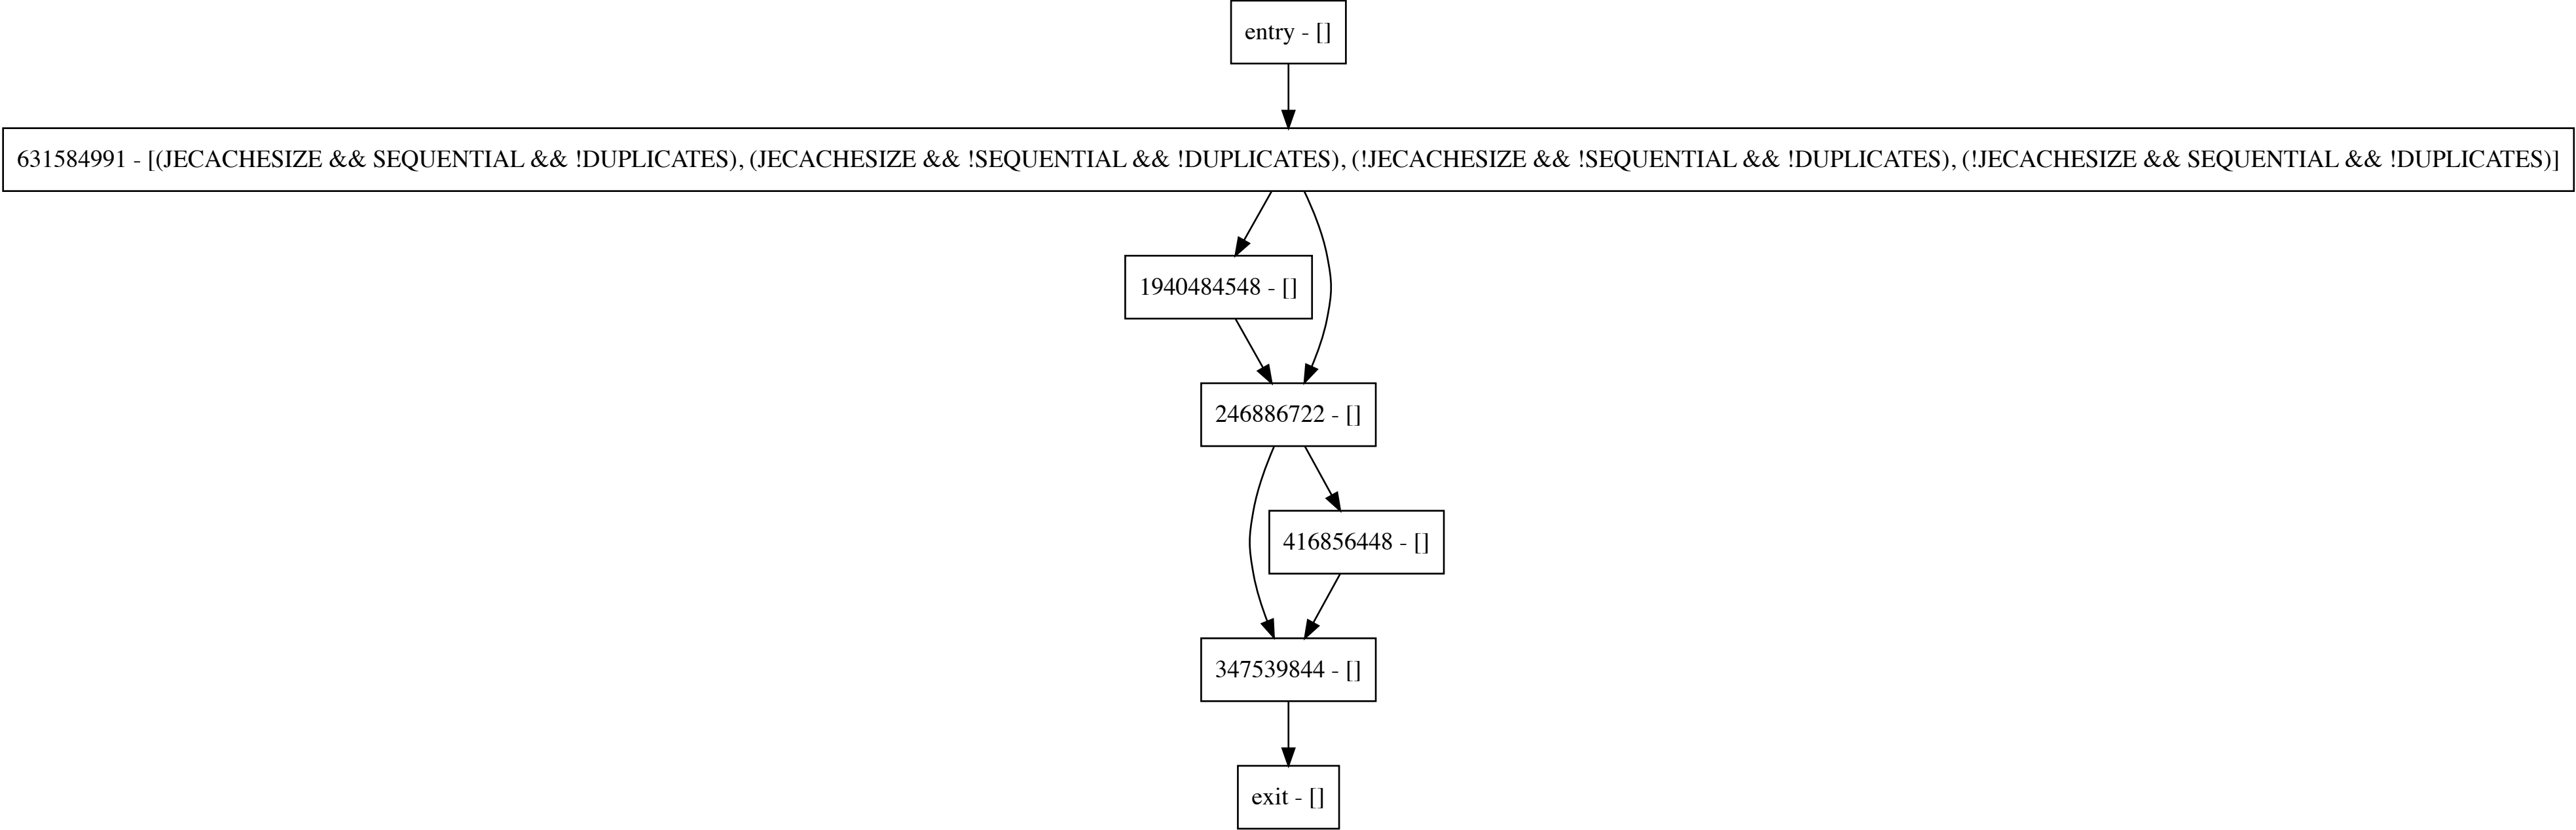 entry - []
631584991 - [(JECACHESIZE && SEQUENTIAL && !DUPLICATES), (JECACHESIZE && !SEQUENTIAL && !DUPLICATES), (!JECACHESIZE && !SEQUENTIAL && !DUPLICATES), (!JECACHESIZE && SEQUENTIAL && !DUPLICATES)]
1940484548 - []
246886722 - []
416856448 - []
347539844 - []
exit - []